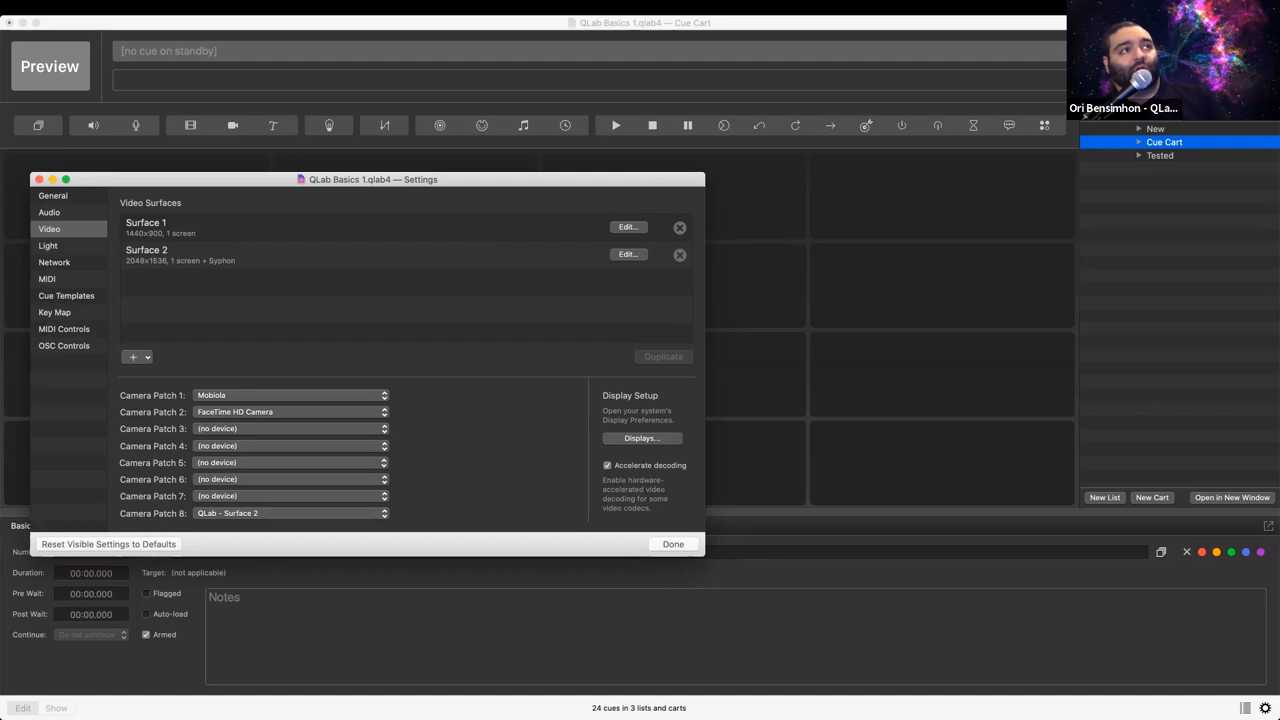 QLab Basics 1.qlab4 — Cue Cart
Preview
[no cue on standby]
Ori Bensimhon - QLa...
New
Cue Cart
Tested
QLab Basics 1.qlab4 — Settings
General
Audio
Video
Light
Network
MIDI
Cue Templates
Key Map
MIDI Controls
OSC Controls
Video Surfaces
Surface 1
1440x900, 1 screen
Edit...
Surface 2
2048x1536, 1 screen + Syphon
Edit...
Duplicate
Camera Patch 1: Mobiola
Camera Patch 2: FaceTime HD Camera
Camera Patch 3: (no device)
Camera Patch 4: (no device)
Camera Patch 5: (no device)
Camera Patch 6: (no device)
Camera Patch 7: (no device)
Camera Patch 8: QLab - Surface 2
Display Setup
Open your system's
Display Preferences.
Displays...
Accelerate decoding
Enable hardware-
accelerated video
decoding for some
video codecs.
Reset Visible Settings to Defaults
Done
New List
New Cart
Open in New Window
Basic
Num
Duration: 00:00.000
Target: (not applicable)
Pre Wait: 00:00.000
Flagged
Post Wait: 00:00.000
Auto-load
Continue: Do not continue
Armed
Notes
Edit
Show
24 cues in 3 lists and carts